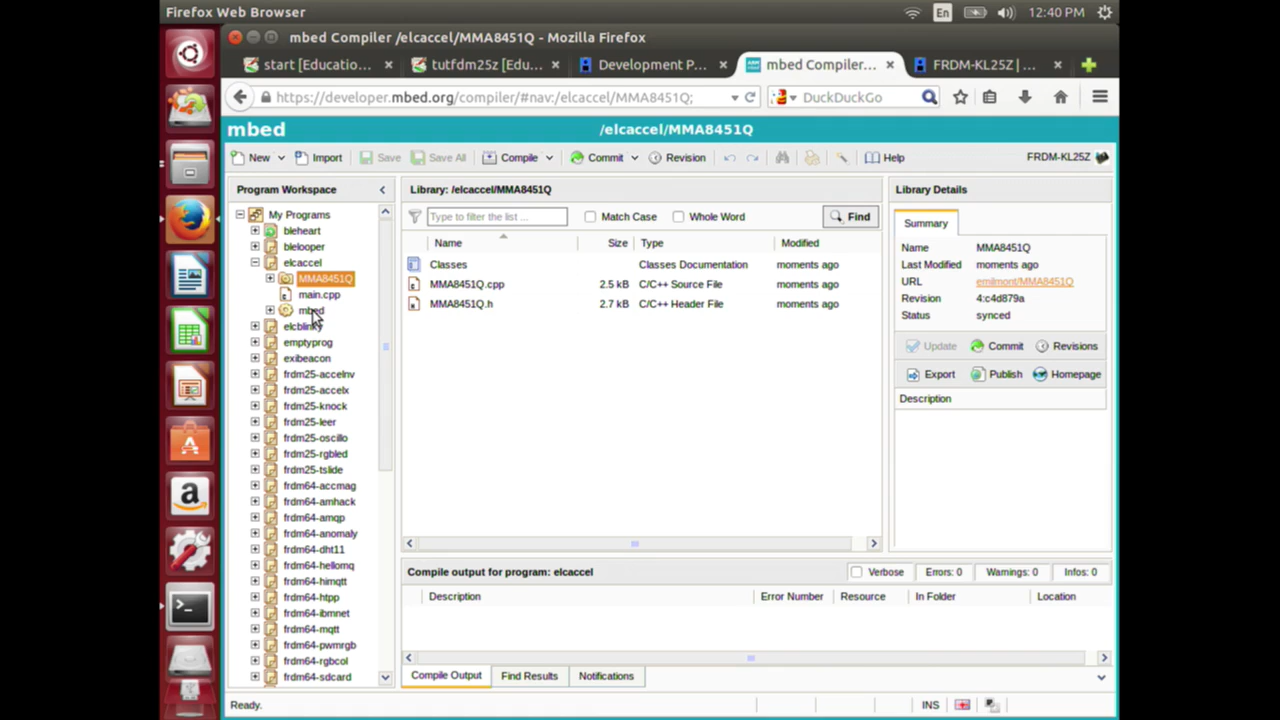 Firefox Web Browser
En
12:40 PM
mbed Compiler /elcaccel/MMA8451Q - Mozilla Firefox
start [Educatio...
tutfdm25z [Edu...
Development P...
mbed Compiler...
FRDM-KL25Z | ...
https://developer.mbed.org/compiler/#nav:/elcaccel/MMA8451Q;
DuckDuckGo
mbed
/elcaccel/MMA8451Q
New
Import
Save
Save All
Compile
Commit
Revision
Help
FRDM-KL25Z
Program Workspace
My Programs
bleheart
blelooper
elcaccel
MMA8451Q
main.cpp
mbed
elcblinky
emptyprog
exibeacon
frdm25-accelnv
frdm25-accelx
frdm25-knock
frdm25-leer
frdm25-oscillo
frdm25-rgbled
frdm25-tslide
frdm64-accmag
frdm64-amhack
frdm64-amqp
frdm64-anomaly
frdm64-dht11
frdm64-hellomq
frdm64-himqtt
frdm64-htpp
frdm64-ibmnet
frdm64-mqtt
frdm64-pwmrgb
frdm64-rgbcol
frdm64-sdcard
Library: /elcaccel/MMA8451Q
Type to filter the list ...
Match Case
Whole Word
Find
Name Size Type Modified
Classes Classes Documentation moments ago
MMA8451Q.cpp 2.5 kB C/C++ Source File moments ago
MMA8451Q.h 2.7 kB C/C++ Header File moments ago
Library Details
Summary
Name MMA8451Q
Last Modified moments ago
URL emilmont/MMA8451Q
Revision 4:c4d879a
Status synced
Update
Commit
Revisions
Export
Publish
Homepage
Description
Compile output for program: elcaccel
Verbose
Errors: 0
Warnings: 0
Infos: 0
Description Error Number Resource In Folder Location
Compile Output
Find Results
Notifications
Ready.
INS